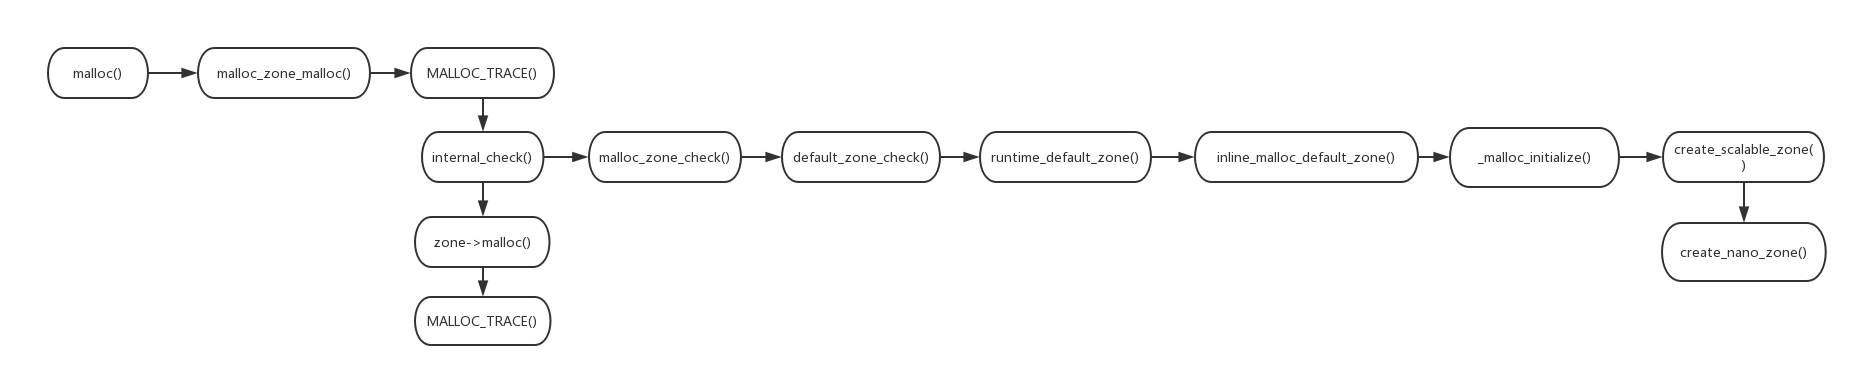 malloc()
malloc_zone_malloc()
MALLOC_TRACE()
internal_check()
malloc_zone_check()
default_zone_check()
runtime_default_zone()
inline_malloc_default_zone()
_malloc_initialize()
create_scalable_zone(
)
zone->malloc()
create_nano_zone()
MALLOC_TRACE()